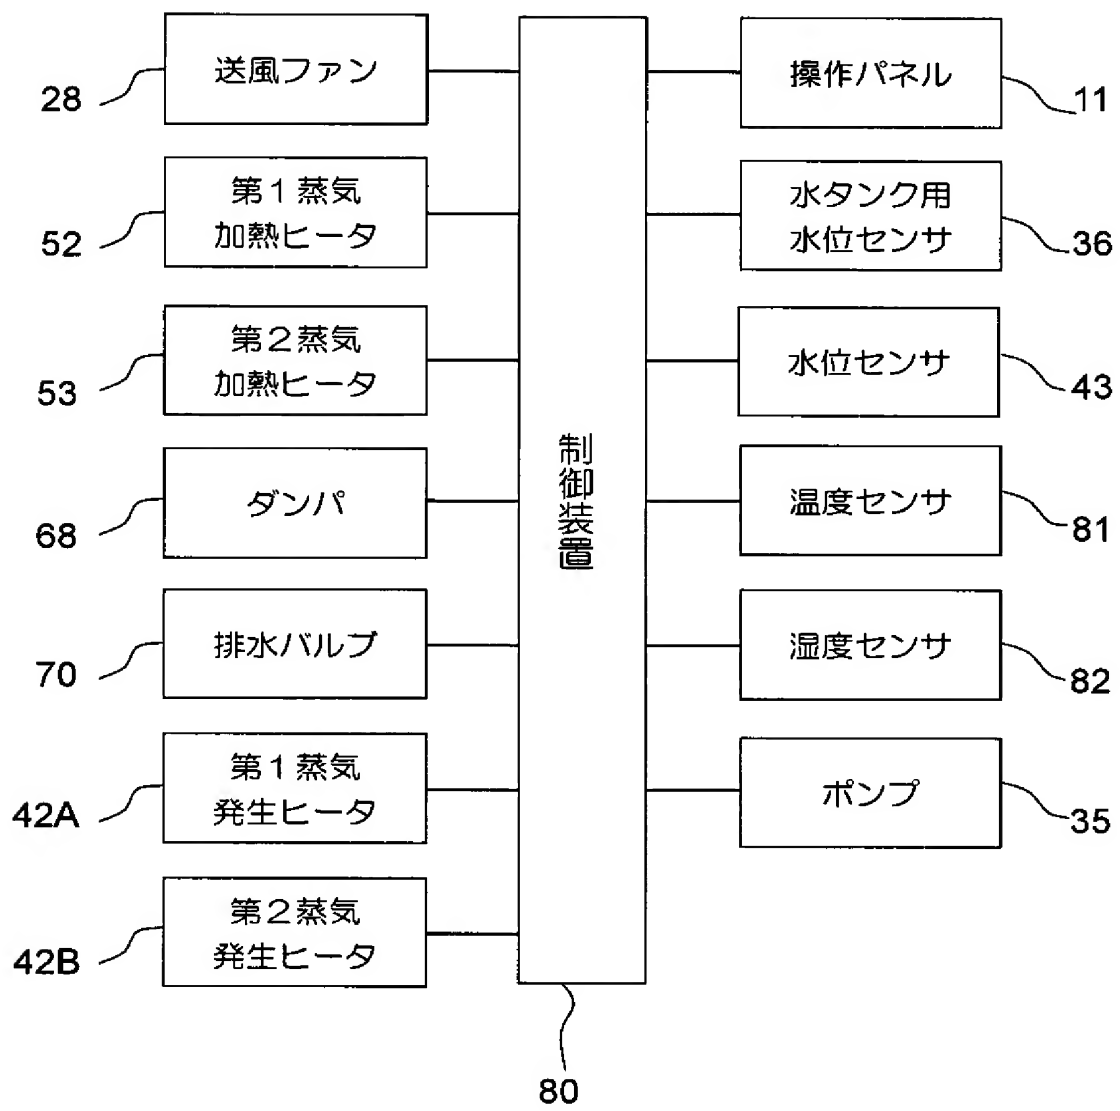 送風ファン
28
第1蒸気
加熱ヒータ
52
第2蒸気
加熱ヒータ
53
ダンパ
68
排水バルブ
70
第1蒸気
発生ヒータ
42A
第2蒸気
発生ヒータ
42B
制御装置
80
操作パネル
11
水タンク用
水位センサ
36
水位センサ
43
温度センサ
81
湿度センサ
82
ポンプ
35